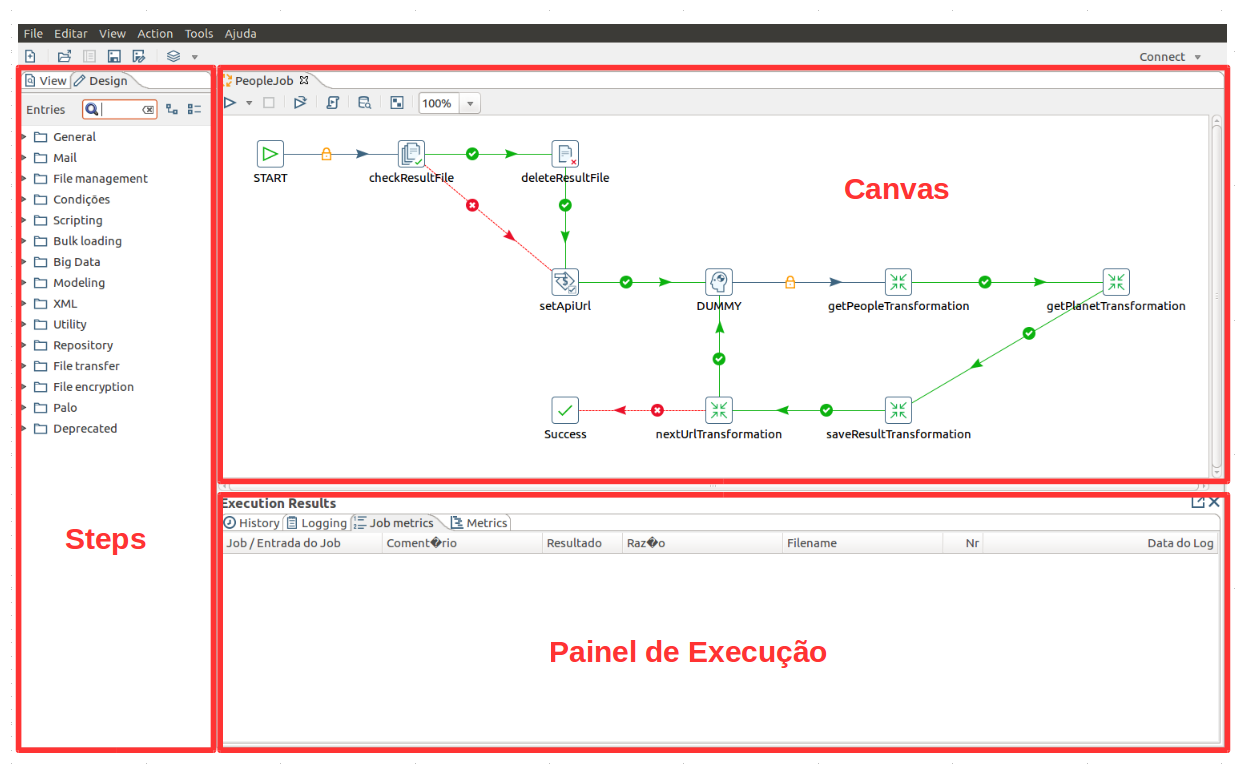 File Editar View Action Tools Ajuda
Connect
View Design
Entries
General
Mail
File management
Condições
Scripting
Bulk loading
Big Data
Modeling
XML
Utility
Repository
File transfer
File encryption
Palo
Deprecated
Steps
PeopleJob
100%
START checkResultFile deleteResultFile
Canvas
setApiUrl DUMMY getPeopleTransformation getPlanetTransformation
Success nextUrlTransformation saveResultTransformation
Execution Results
History Logging Job metrics Metrics
Job / Entrada do Job Coment�rio Resultado Raz�o Filename Nr Data do Log
Painel de Execução